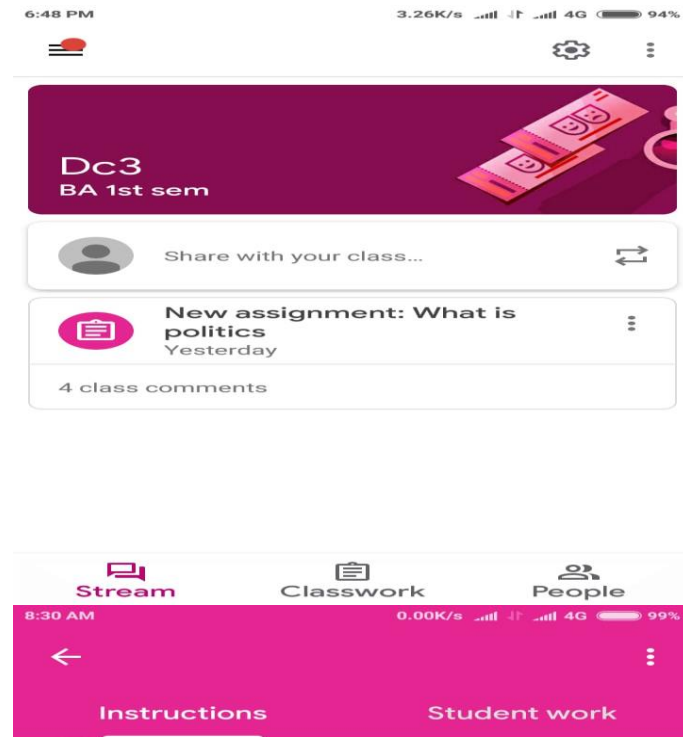 6:48 PM 3.26K/s 4G 94%
Dc3
BA 1st sem
Share with your class...
New assignment: What is
politics
Yesterday
4 class comments
Stream Classwork People
8:30 AM 0.00K/s 4G 99%
Instructions Student work